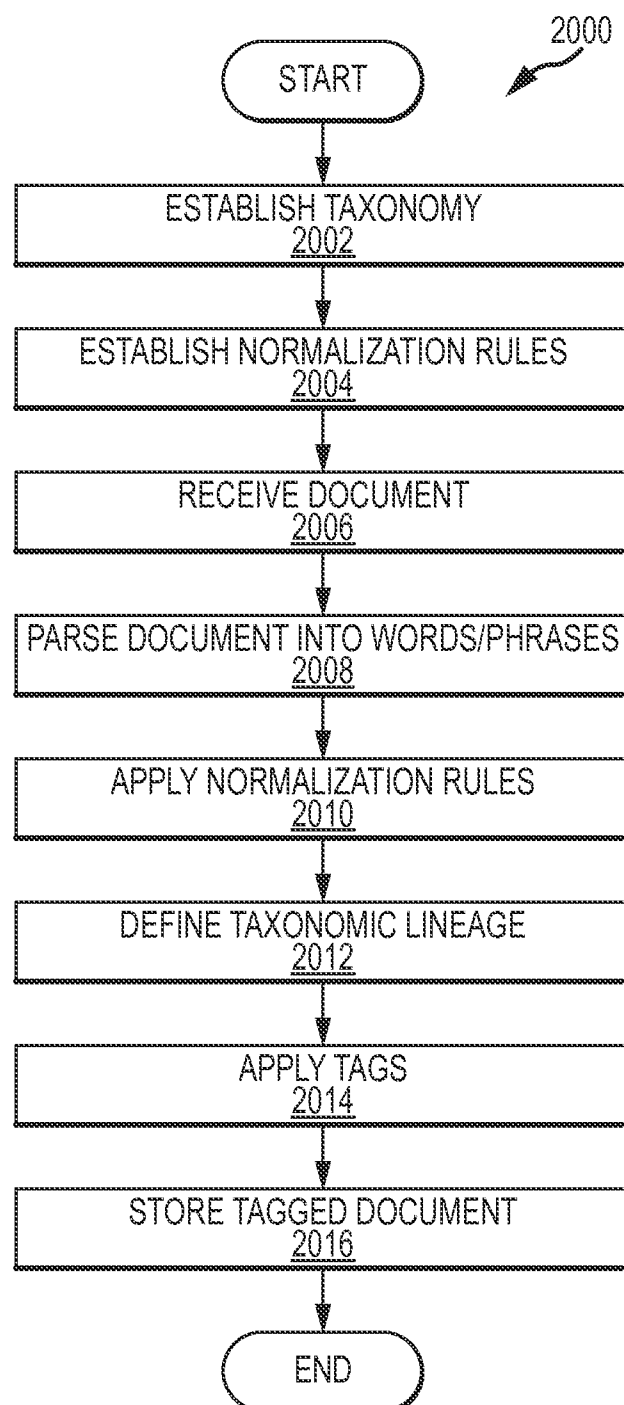 2000
START
ESTABLISH TAXONOMY
2002
ESTABLISH NORMALIZATION RULES
2004
RECEIVE DOCUMENT
2006
PARSE DOCUMENT INTO WORDS/PHRASES
2008
APPLY NORMALIZATION RULES
2010
DEFINE TAXONOMIC LINEAGE
2012
APPLY TAGS
2014
STORE TAGGED DOCUMENT
2016
END